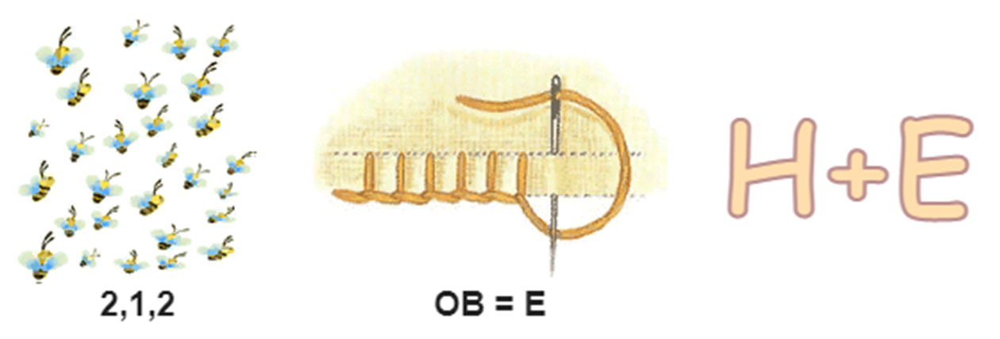 H+E
2,1,2
OB = E